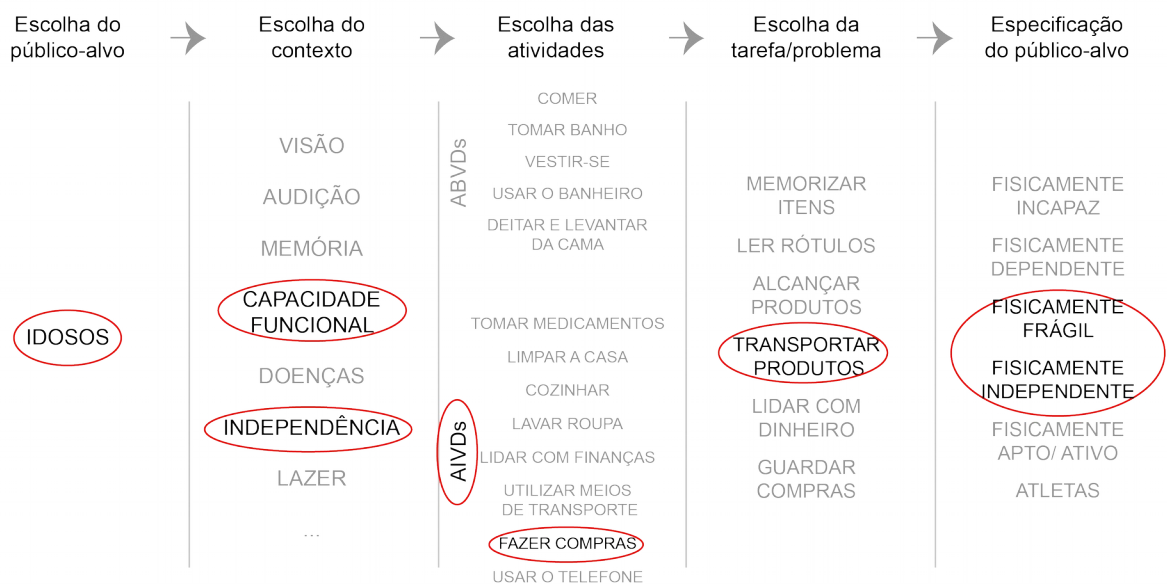 Escolha do
público-alvo
Escolha do
contexto
Escolha das
atividades
Escolha da
tarefa/problema
Especificação
do público-alvo
IDOSOS
VISÃO
AUDIÇÃO
MEMÓRIA
CAPACIDADE
FUNCIONAL
DOENÇAS
INDEPENDÊNCIA
LAZER
...
ABVDs
COMER
TOMAR BANHO
VESTIR-SE
USAR O BANHEIRO
DEITAR E LEVANTAR
DA CAMA
AIVDs
TOMAR MEDICAMENTOS
LIMPAR A CASA
COZINHAR
LAVAR ROUPA
LIDAR COM FINANÇAS
UTILIZAR MEIOS
DE TRANSPORTE
FAZER COMPRAS
USAR O TELEFONE
MEMORIZAR
ITENS
LER RÓTULOS
ALCANÇAR
PRODUTOS
TRANSPORTAR
PRODUTOS
LIDAR COM
DINHEIRO
GUARDAR
COMPRAS
FISICAMENTE
INCAPAZ
FISICAMENTE
DEPENDENTE
FISICAMENTE
FRÁGIL
FISICAMENTE
INDEPENDENTE
FISICAMENTE
APTO/ ATIVO
ATLETAS